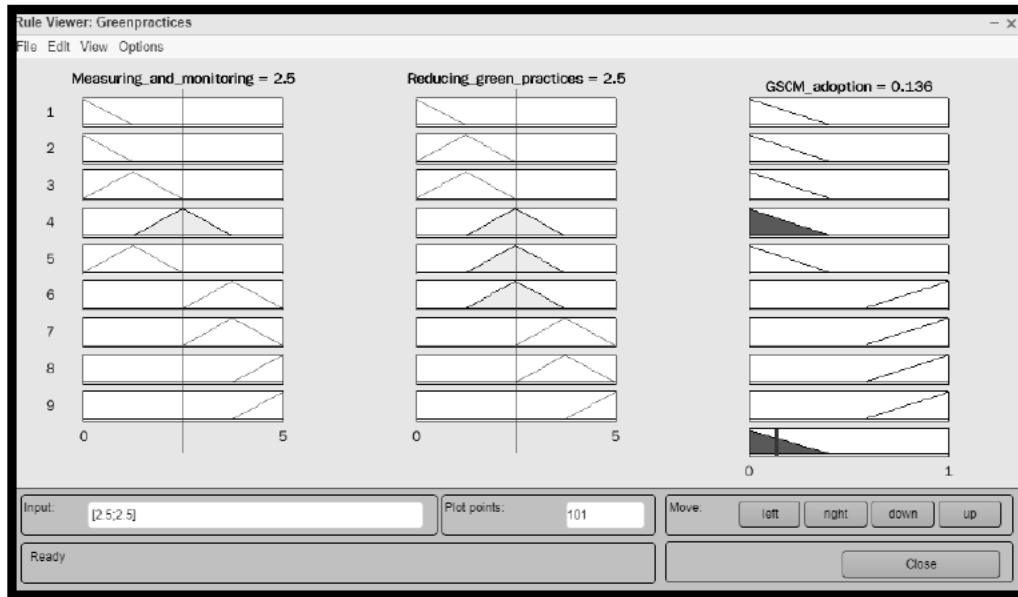 Rule Viewer: Greenpractices
File Edit View Options
Measuring_and_monitoring = 2.5
Reducing_green_practices = 2.5
GSCM_adoption = 0.136
1
2
3
4
5
6
7
8
9
0 5
0 5
0 1
Input: [2.5;2.5]
Plot points: 101
Move: left right down up
Ready
Close